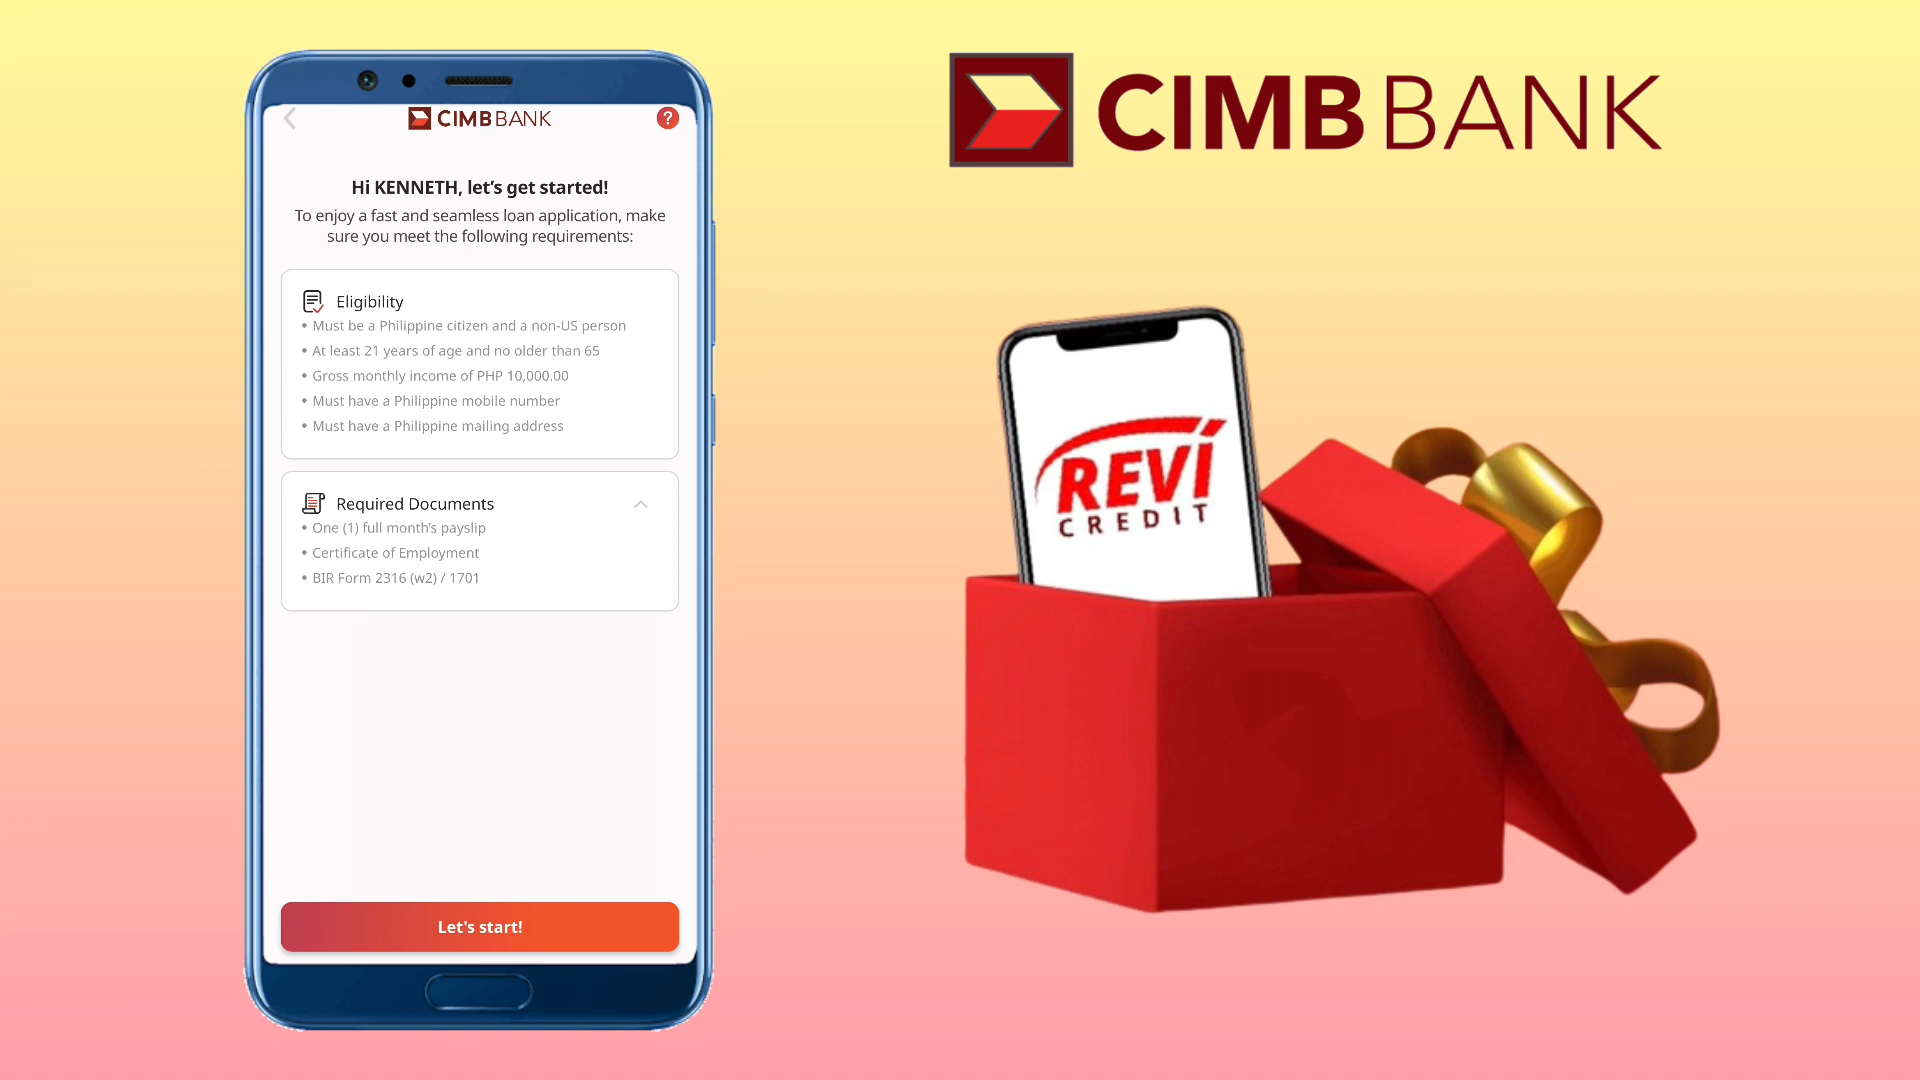 CIMB BANK
Hi KENNETH, let’s get started!
To enjoy a fast and seamless loan application, make
sure you meet the following requirements:
Eligibility
• Must be a Philippine citizen and a non-US person
• At least 21 years of age and no older than 65
• Gross monthly income of PHP 10,000.00
• Must have a Philippine mobile number
• Must have a Philippine mailing address
Required Documents
• One (1) full month’s payslip
• Certificate of Employment
• BIR Form 2316 (w2) / 1701
Let's start!
CIMB BANK
REVI
CREDIT
?